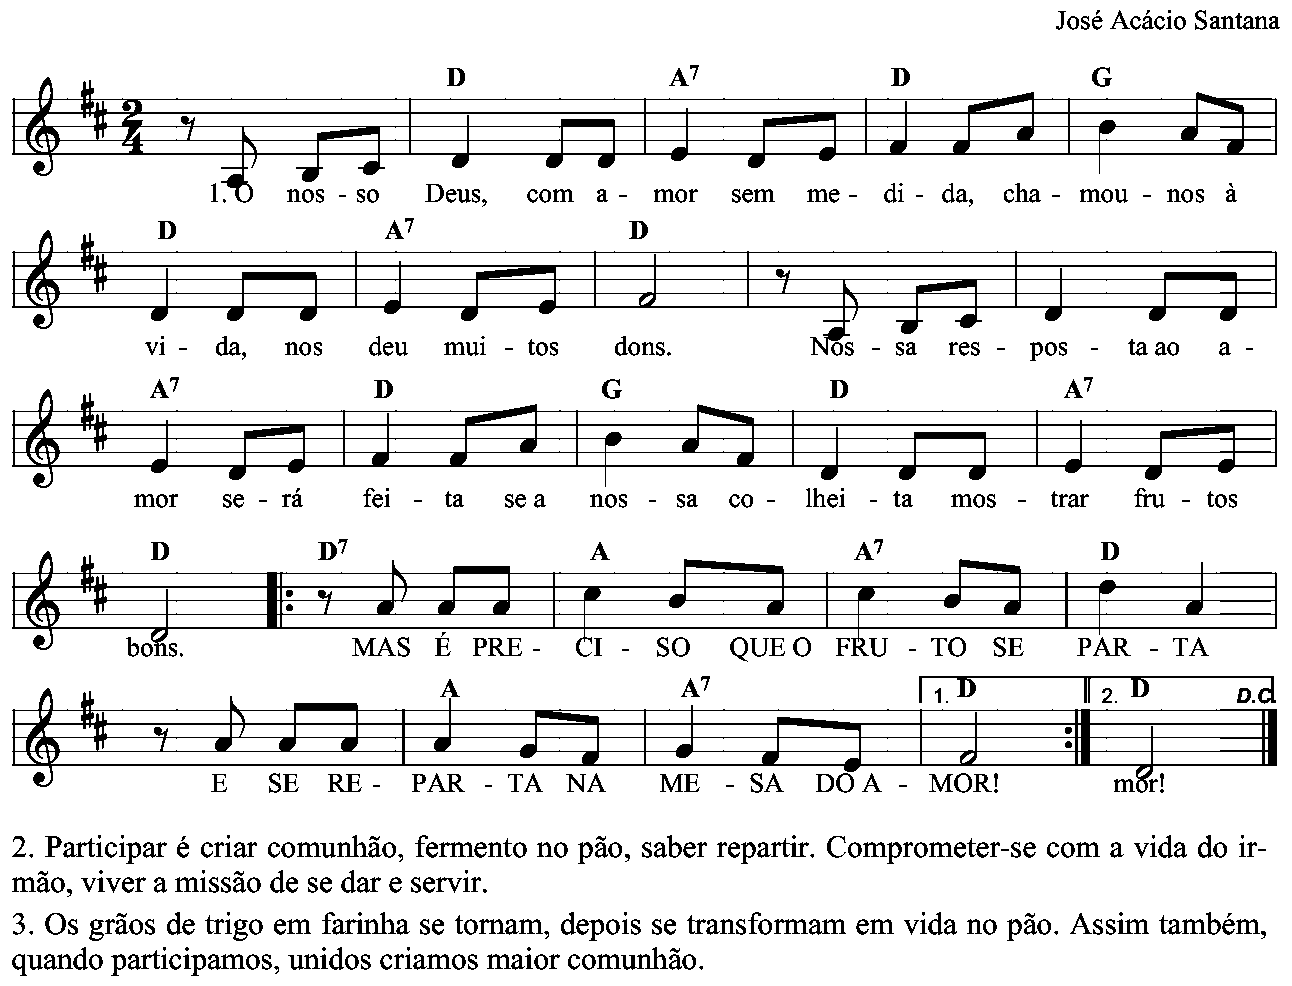 José Acácio Santana
D A7 D G
1. O nos - so Deus, com a - mor sem me - di - da, cha - mou - nos à
D A7 D
vi - da, nos deu mui - tos dons. Nos - sa res - pos - ta ao a -
A7 D G D A7
mor se - rá fei - ta se a nos - sa co - lhei - ta mos - trar fru - tos
D D7 A A7 D
bons. MAS É PRE - CI - SO QUE O FRU - TO SE PAR - TA
A A7 1. D 2. D D.C.
E SE RE - PAR - TA NA ME - SA DO A - MOR! mor!
2. Participar é criar comunhão, fermento no pão, saber repartir. Comprometer-se com a vida do ir-
mão, viver a missão de se dar e servir.
3. Os grãos de trigo em farinha se tornam, depois se transformam em vida no pão. Assim também,
quando participamos, unidos criamos maior comunhão.